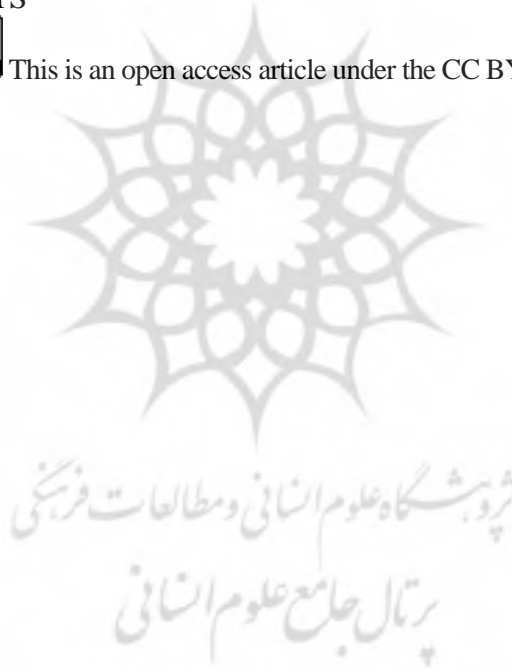 This is an open access article under the CC BY
پژوهشگاه علوم انسانی و مطالعات فرهنگی
پرتال جامع علوم انسانی